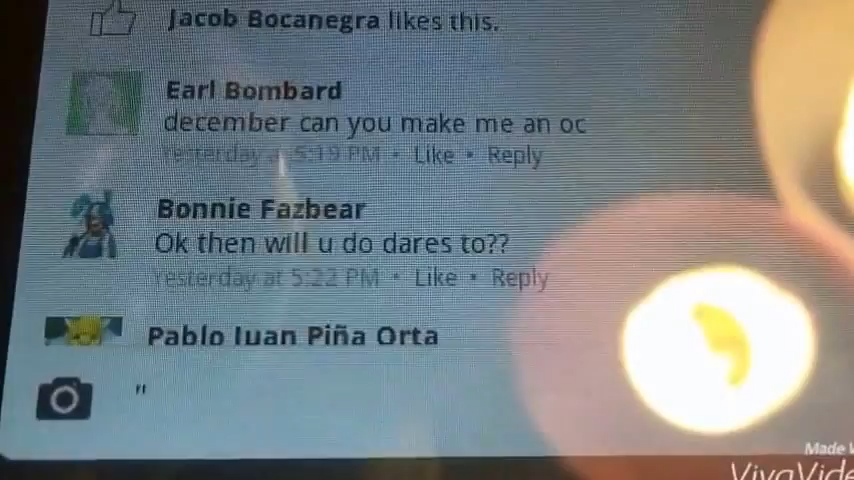 Jacob Bocanegra likes this.
Earl Bombard
december can you make me an oc
Yesterday at 5:19 PM • Like • Reply
Bonnie Fazbear
Ok then will u do dares to??
Yesterday at 5:22 PM • Like • Reply
Pablo Iuan Piña Orta
"
Made
VivaVide